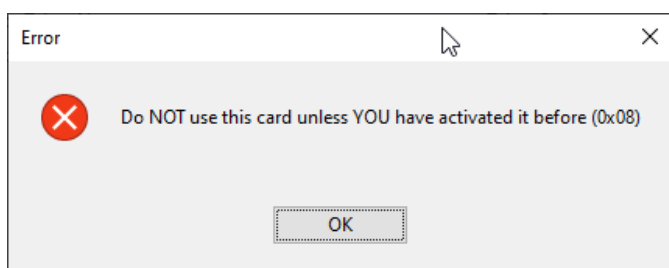 Error
Do NOT use this card unless YOU have activated it before (0x08)
OK